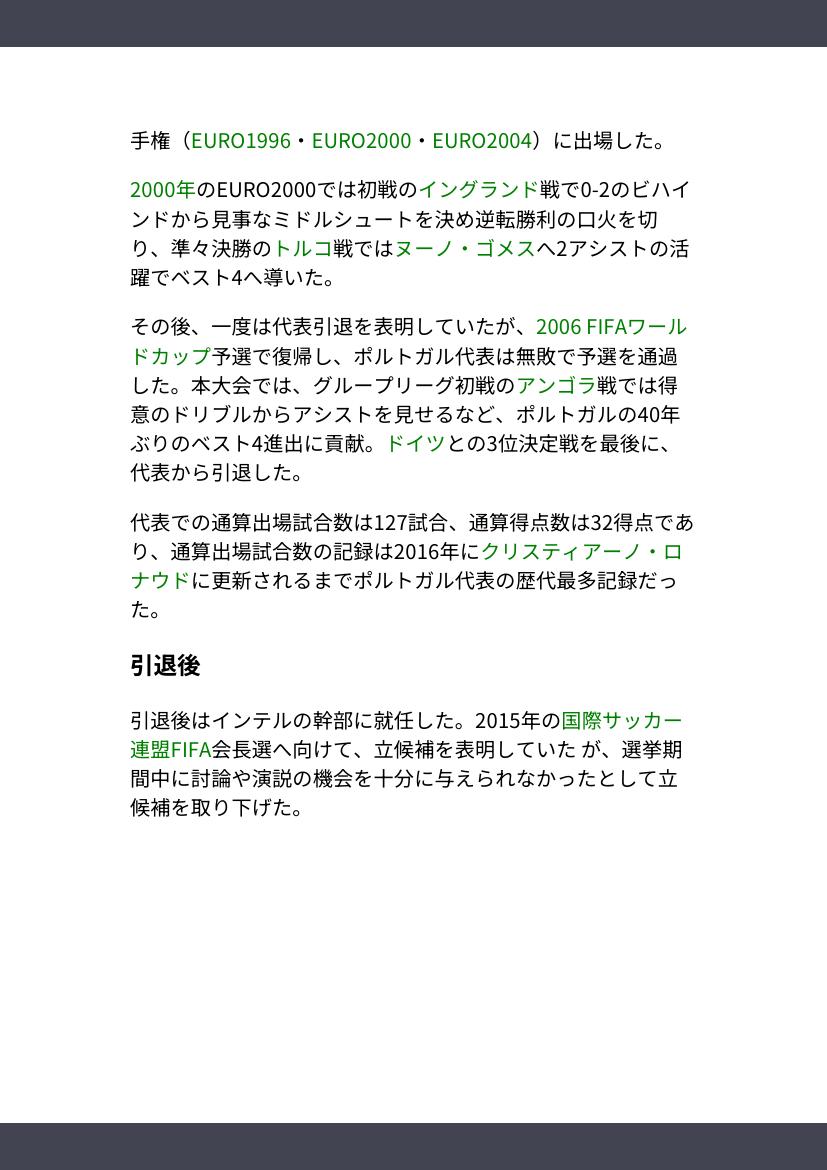 手権（EURO1996・EURO2000・EURO2004）に出場した。
2000年のEURO2000では初戦のイングランド戦で0-2のビハイ
ンドから見事なミドルシュートを決め逆転勝利の口火を切
り、準々決勝のトルコ戦ではヌーノ・ゴメスへ2アシストの活
躍でベスト4へ導いた。
その後、一度は代表引退を表明していたが、2006 FIFAワール
ドカップ予選で復帰し、ポルトガル代表は無敗で予選を通過
した。本大会では、グループリーグ初戦のアンゴラ戦では得
意のドリブルからアシストを見せるなど、ポルトガルの40年
ぶりのベスト4進出に貢献。ドイツとの3位決定戦を最後に、
代表から引退した。
代表での通算出場試合数は127試合、通算得点数は32得点であ
り、通算出場試合数の記録は2016年にクリスティアーノ・ロ
ナウドに更新されるまでポルトガル代表の歴代最多記録だっ
た。
引退後
引退後はインテルの幹部に就任した。2015年の国際サッカー
連盟FIFA会長選へ向けて、立候補を表明していた が、選挙期
間中に討論や演説の機会を十分に与えられなかったとして立
候補を取り下げた。